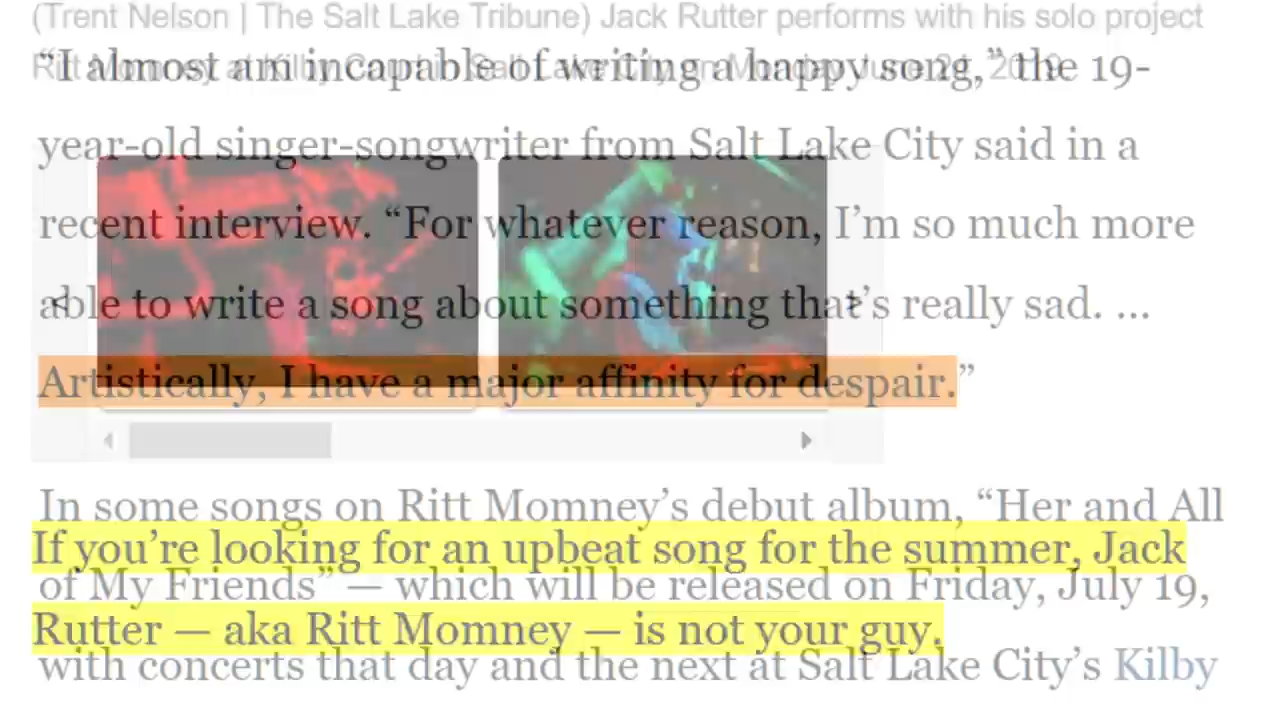 (Trent Nelson | The Salt Lake Tribune) Jack Rutter performs with his solo project
“I almost am incapable of writing a happy song,” the 19-
year-old singer-songwriter from Salt Lake City said in a
recent interview. “For whatever reason, I’m so much more
able to write a song about something that’s really sad. ...
Artistically, I have a major affinity for despair.”
In some songs on Ritt Momney’s debut album, “Her and All
If you’re looking for an upbeat song for the summer, Jack
of My Friends” — which will be released on Friday, July 19,
Rutter — aka Ritt Momney — is not your guy.
with concerts that day and the next at Salt Lake City’s Kilby